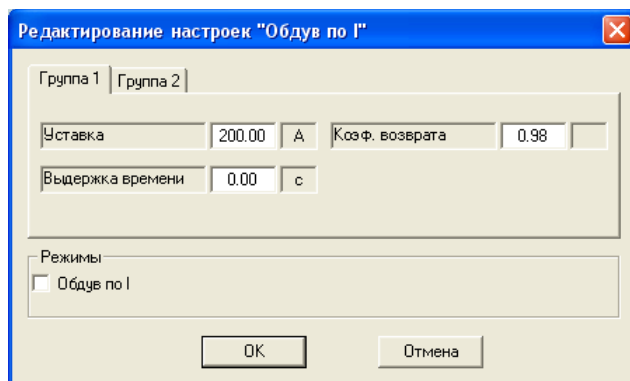 Редактирование настроек "Обдув по I"
Группа 1 Группа 2
Уставка 200.00 А Коэф. возврата 0.98
Выдержка времени 0.00 с
Режимы
Обдув по I
OK Отмена